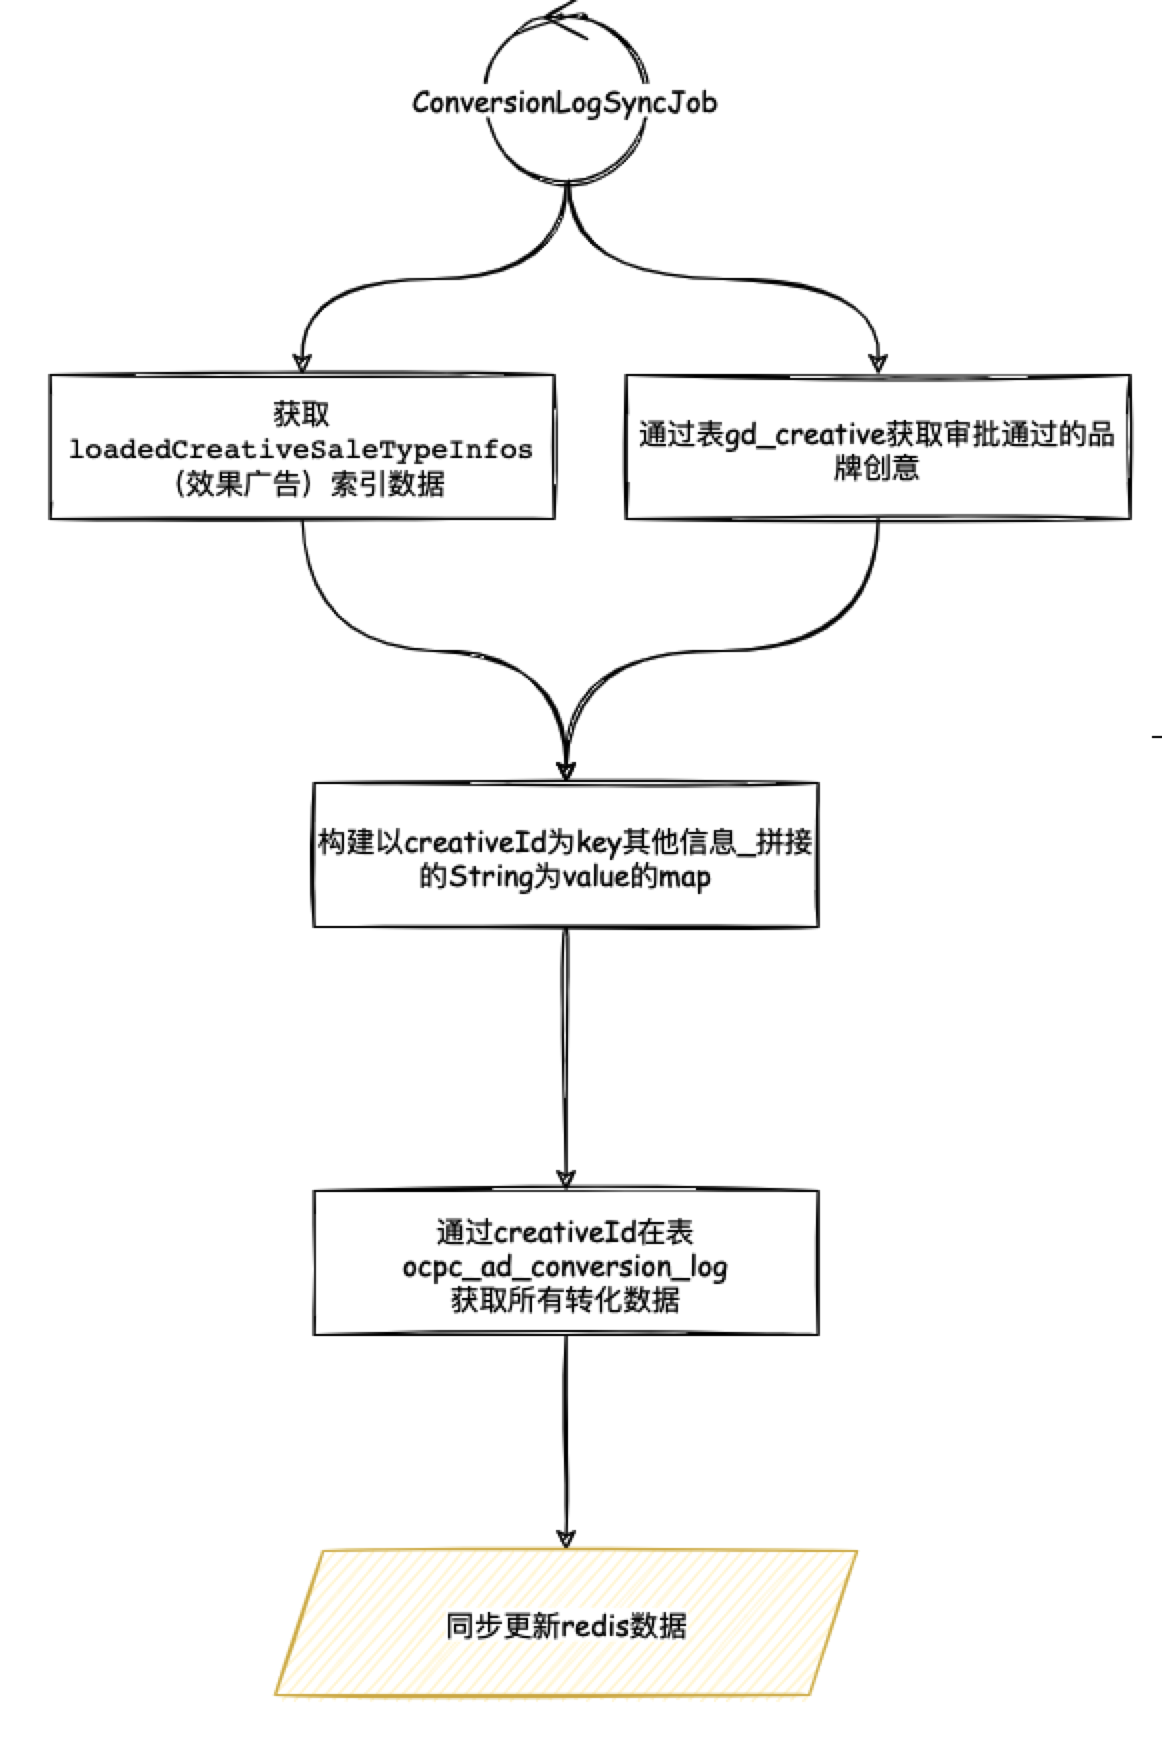 ConversionLogSyncJob
获取
loadedCreativeSaleTypeInfos
（效果广告）索引数据
通过表gd_creative获取审批通过的品
牌创意
构建以creativeId为key其他信息_拼接
的String为value的map
通过creativeId在表
ocpc_ad_conversion_log
获取所有转化数据
同步更新redis数据